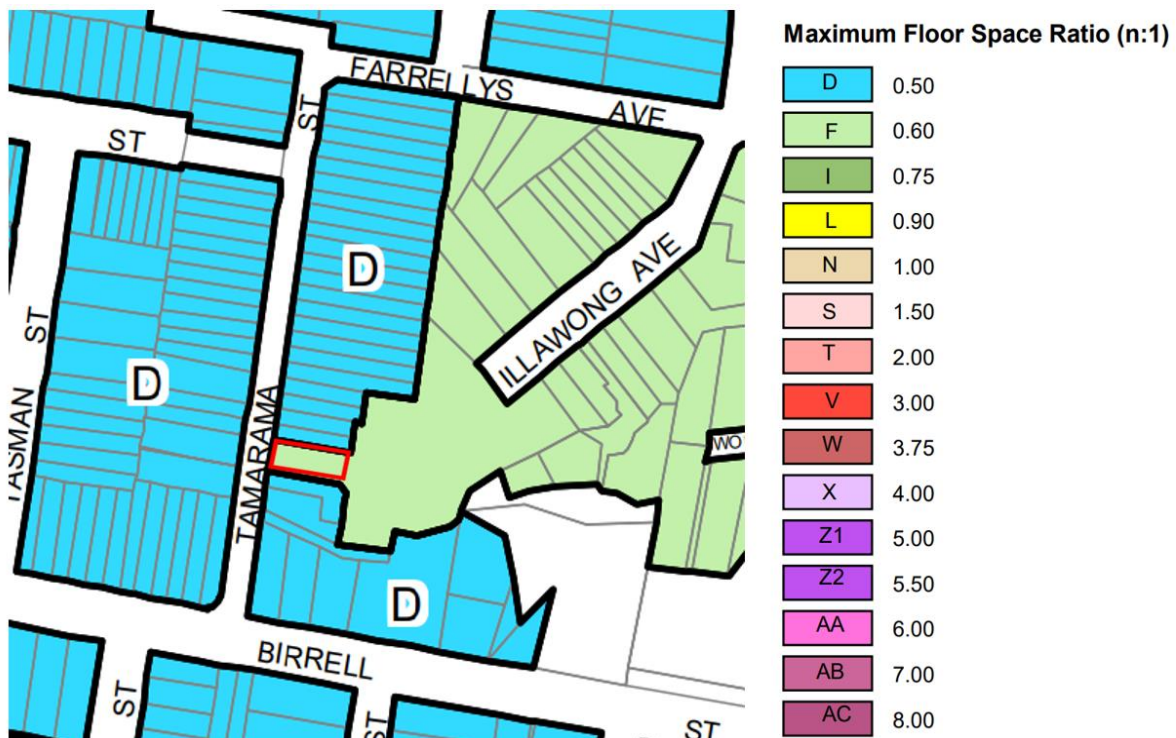 FARRELLYS AVE
ST
ST
D
ILLAWONG AVE
D
ST
TASMAN
TAMARAMA
WO
D
BIRRELL
ST
ST
ST
Maximum Floor Space Ratio (n:1)
D 0.50
F 0.60
I 0.75
L 0.90
N 1.00
S 1.50
T 2.00
V 3.00
W 3.75
X 4.00
Z1 5.00
Z2 5.50
AA 6.00
AB 7.00
AC 8.00